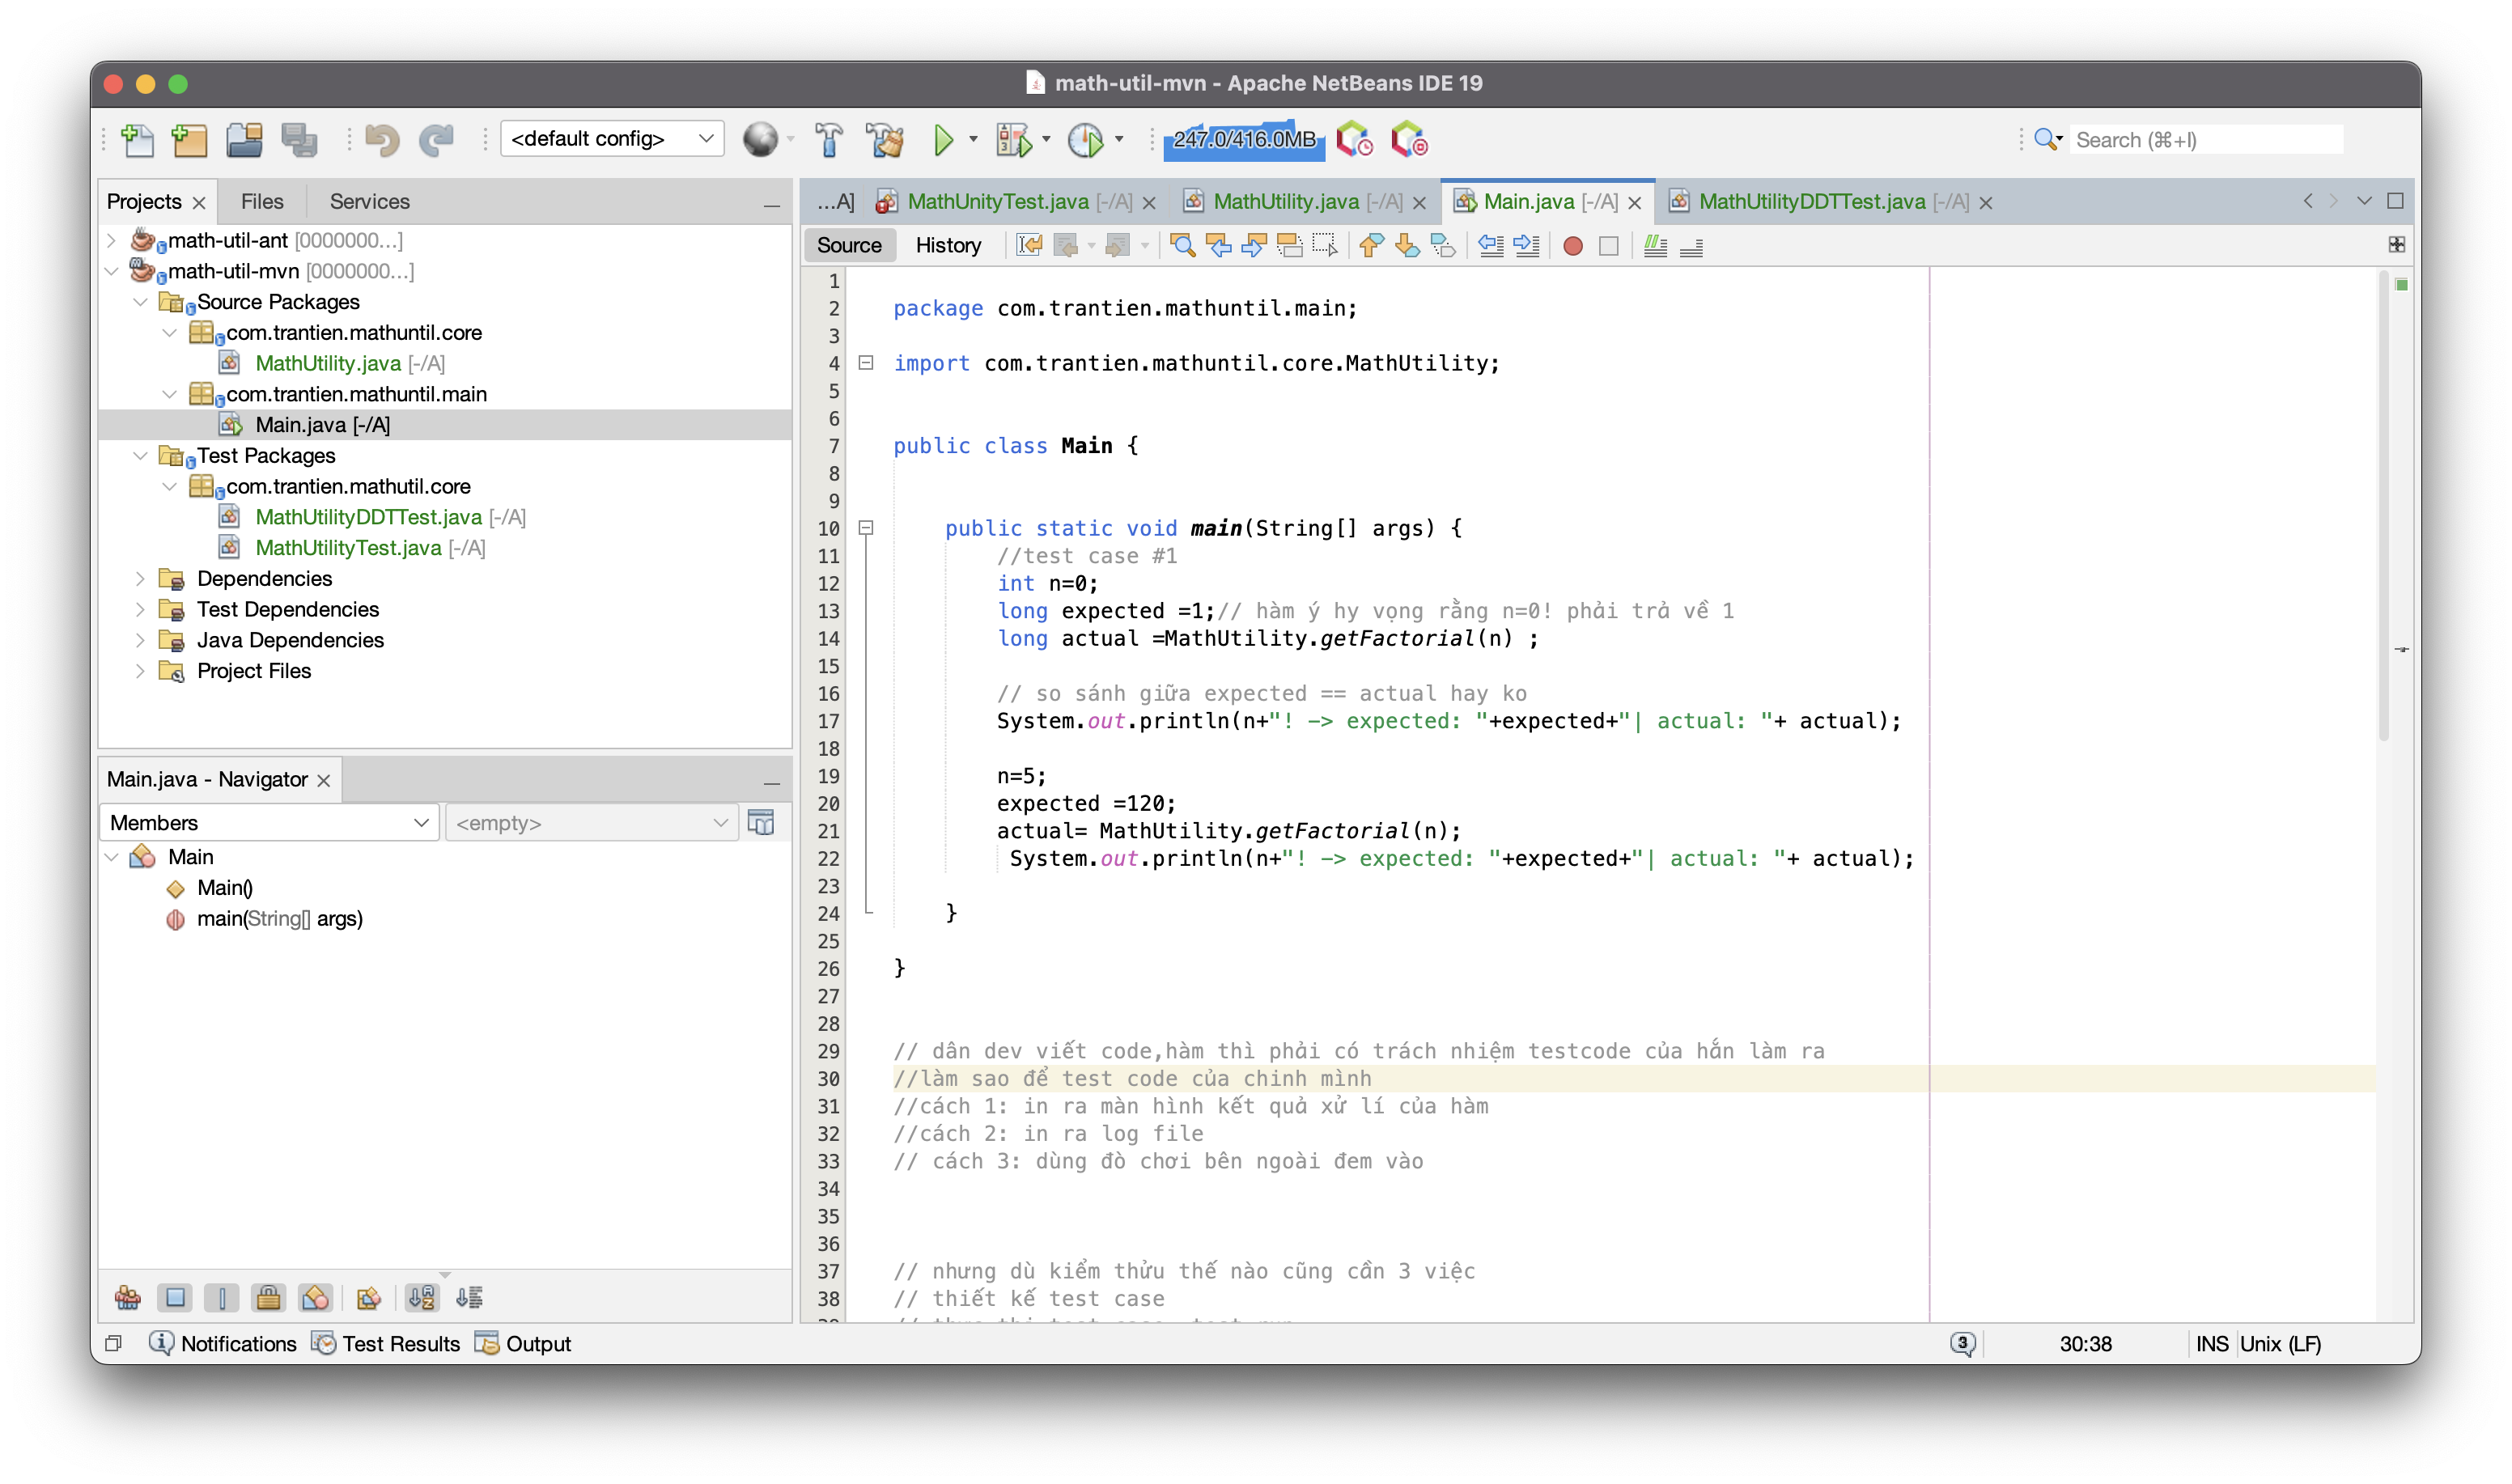 math-util-mvn - Apache NetBeans IDE 19
<default config>
247.0/416.0MB
Search (⌘+I)
Projects
Files
Services
math-util-ant [0000000...]
math-util-mvn [0000000...]
Source Packages
com.trantien.mathuntil.core
MathUtility.java [-/A]
com.trantien.mathuntil.main
Main.java [-/A]
Test Packages
com.trantien.mathutil.core
MathUtilityDDTTest.java [-/A]
MathUtilityTest.java [-/A]
Dependencies
Test Dependencies
Java Dependencies
Project Files
Main.java - Navigator
Members
<empty>
Main
Main()
main(String[] args)
...A]
MathUnityTest.java [-/A]
MathUtility.java [-/A]
Main.java [-/A]
MathUtilityDDTTest.java [-/A]
Source
History
1
2 package com.trantien.mathuntil.main;
3
4 import com.trantien.mathuntil.core.MathUtility;
5
6
7 public class Main {
8
9
10 public static void main(String[] args) {
11 //test case #1
12 int n=0;
13 long expected =1;// hàm ý hy vọng rằng n=0! phải trả về 1
14 long actual =MathUtility.getFactorial(n) ;
15
16 // so sánh giữa expected == actual hay ko
17 System.out.println(n+"! -> expected: "+expected+"| actual: "+ actual);
18
19 n=5;
20 expected =120;
21 actual= MathUtility.getFactorial(n);
22 System.out.println(n+"! -> expected: "+expected+"| actual: "+ actual);
23
24 }
25
26 }
27
28
29 // dân dev viết code,hàm thì phải có trách nhiệm testcode của hắn làm ra
30 //làm sao để test code của chinh mình
31 //cách 1: in ra màn hình kết quả xử lí của hàm
32 //cách 2: in ra log file
33 // cách 3: dùng đò chơi bên ngoài đem vào
34
35
36
37 // nhưng dù kiểm thửu thế nào cũng cần 3 việc
38 // thiết kế test case
Notifications
Test Results
Output
3
30:38
INS
Unix (LF)